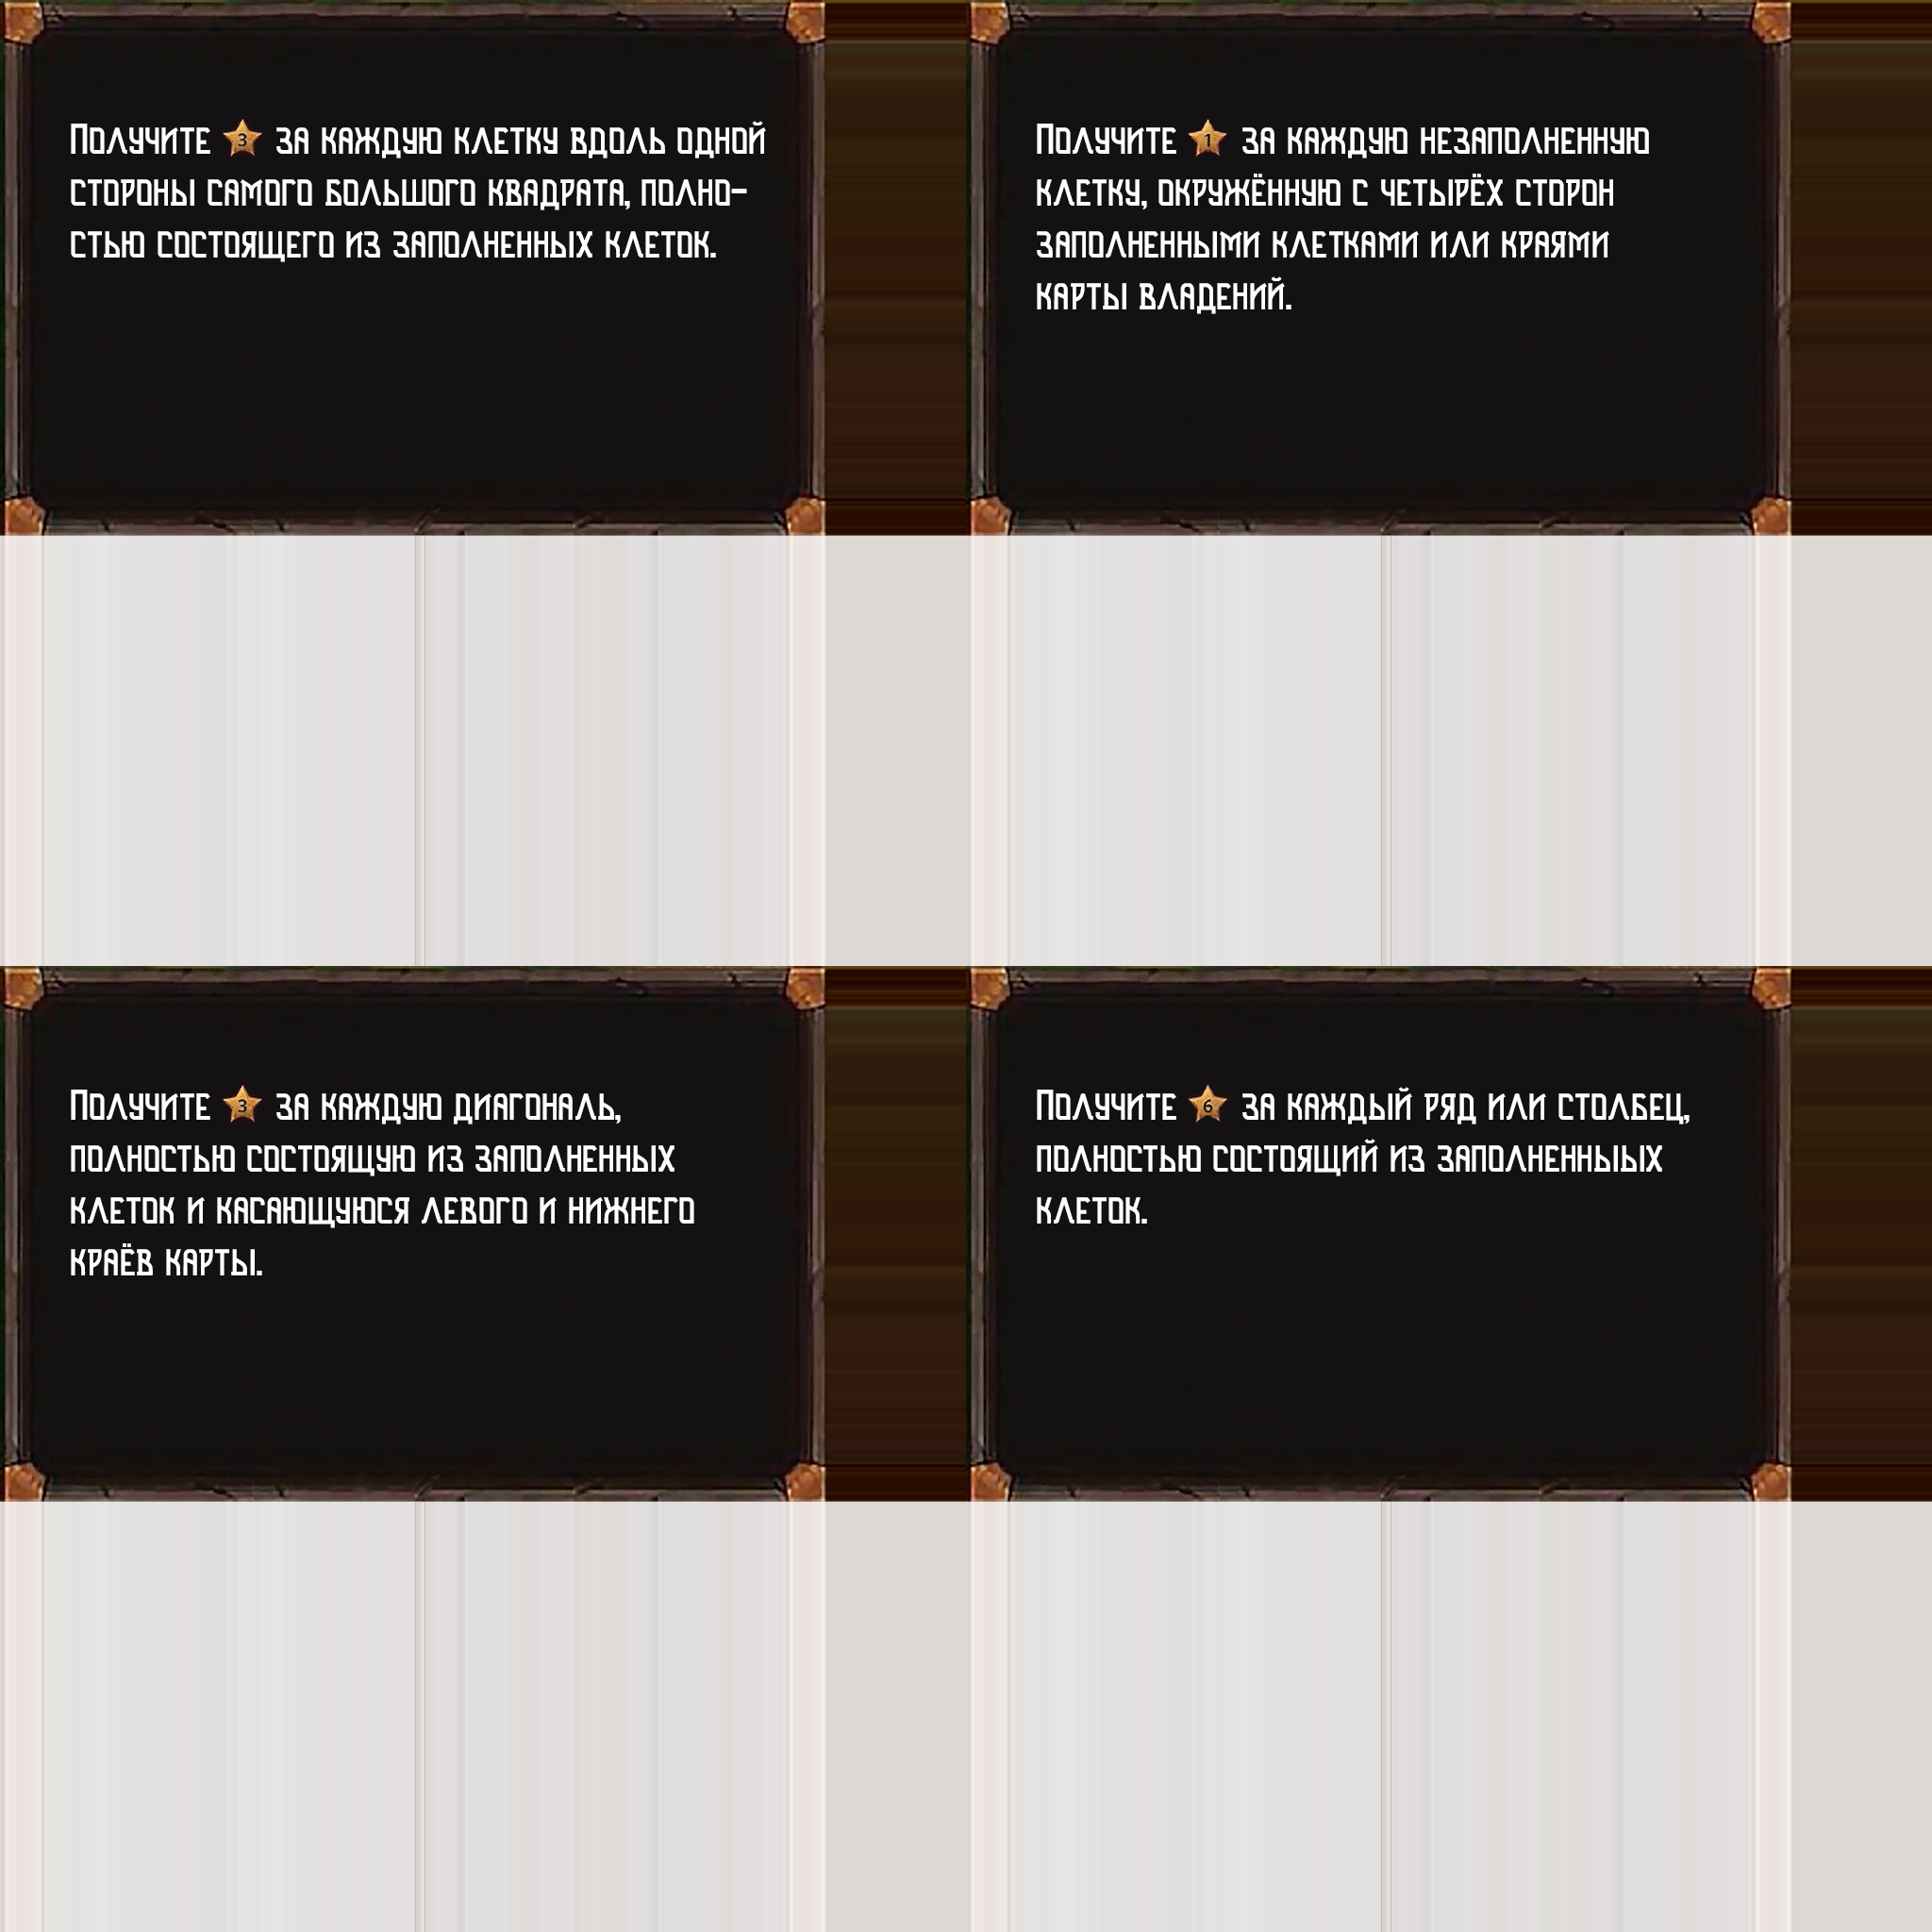 Получите 3 за каждую клетку вдоль одной
стороны самого большого квадрата, полно-
стью состоящего из заполненных клеток.
Получите 1 за каждую незаполненную
клетку, окружённую с четырёх сторон
заполненными клетками или краями
карты владений.
Получите 3 за каждую диагональ,
полностью состоящую из заполненных
клеток и касающуюся левого и нижнего
краёв карты.
Получите 6 за каждый ряд или столбец,
полностью состоящий из заполненныых
клеток.